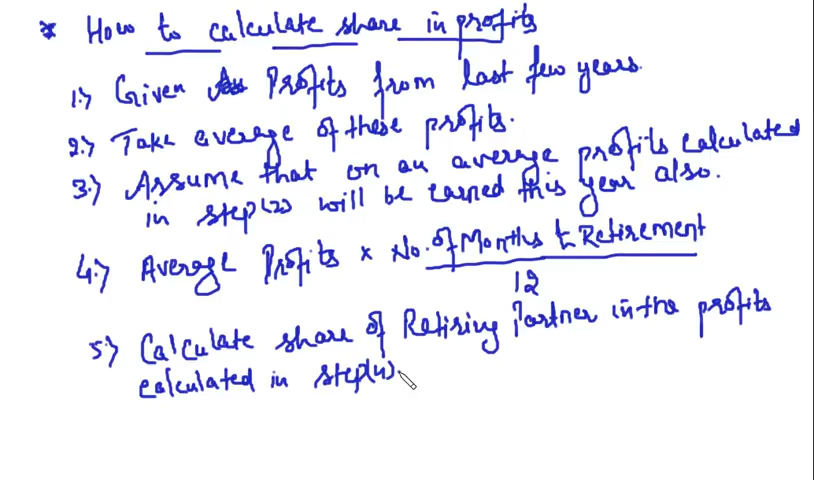 * How to calculate share in profits
1.) Given Profits from last few years.
2.) Take average of these profits.
3.) Assume that on an average profits calculated
in step(2) will be earned this year also.
4.) Average Profits x No. of Months to Retirement
12
5.) Calculate share of Retiring Partner in the profits
calculated in step(4)